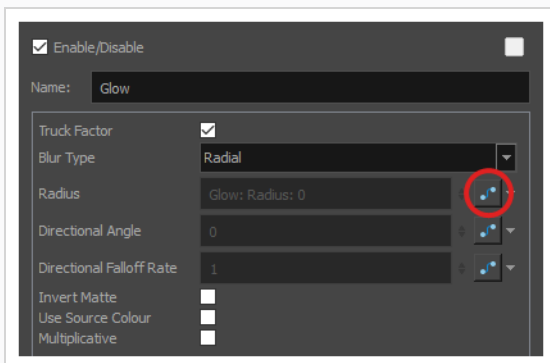 Enable/Disable
Name: Glow
Truck Factor
Blur Type Radial
Radius Glow: Radius: 0
Directional Angle 0
Directional Falloff Rate 1
Invert Matte
Use Source Colour
Multiplicative